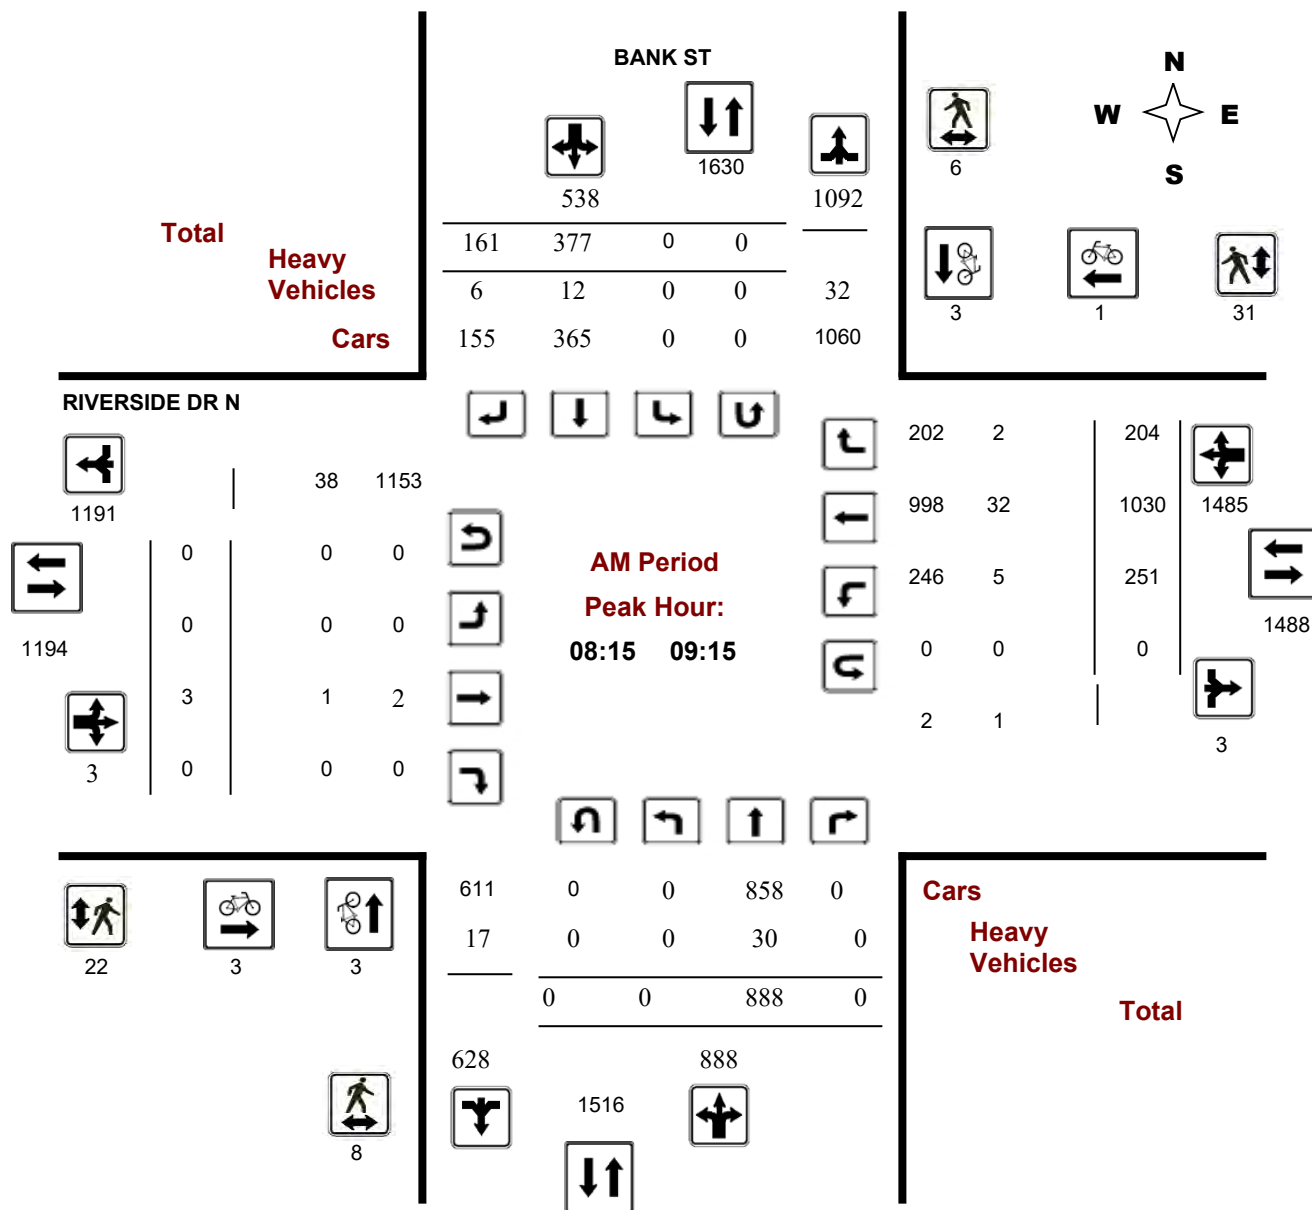 BANK ST
N
W E
S
1630
6
538 1092
Total 161 377 0 0
Heavy
Vehicles 6 12 0 0 32
3 1 31
Cars 155 365 0 0 1060
RIVERSIDE DR N
202 2 204
38 1153
1191
998 32 1030 1485
0 0 0
AM Period
246 5 251
Peak Hour:
0 0 0
1194
08:15 09:15
0 0 0
1488
3 1 2
2 1
3
3
0 0 0
611 0 0 858 0 Cars
17 0 0 30 0 Heavy
Vehicles
22 3 3
0 0 888 0
Total
628 888
1516
8